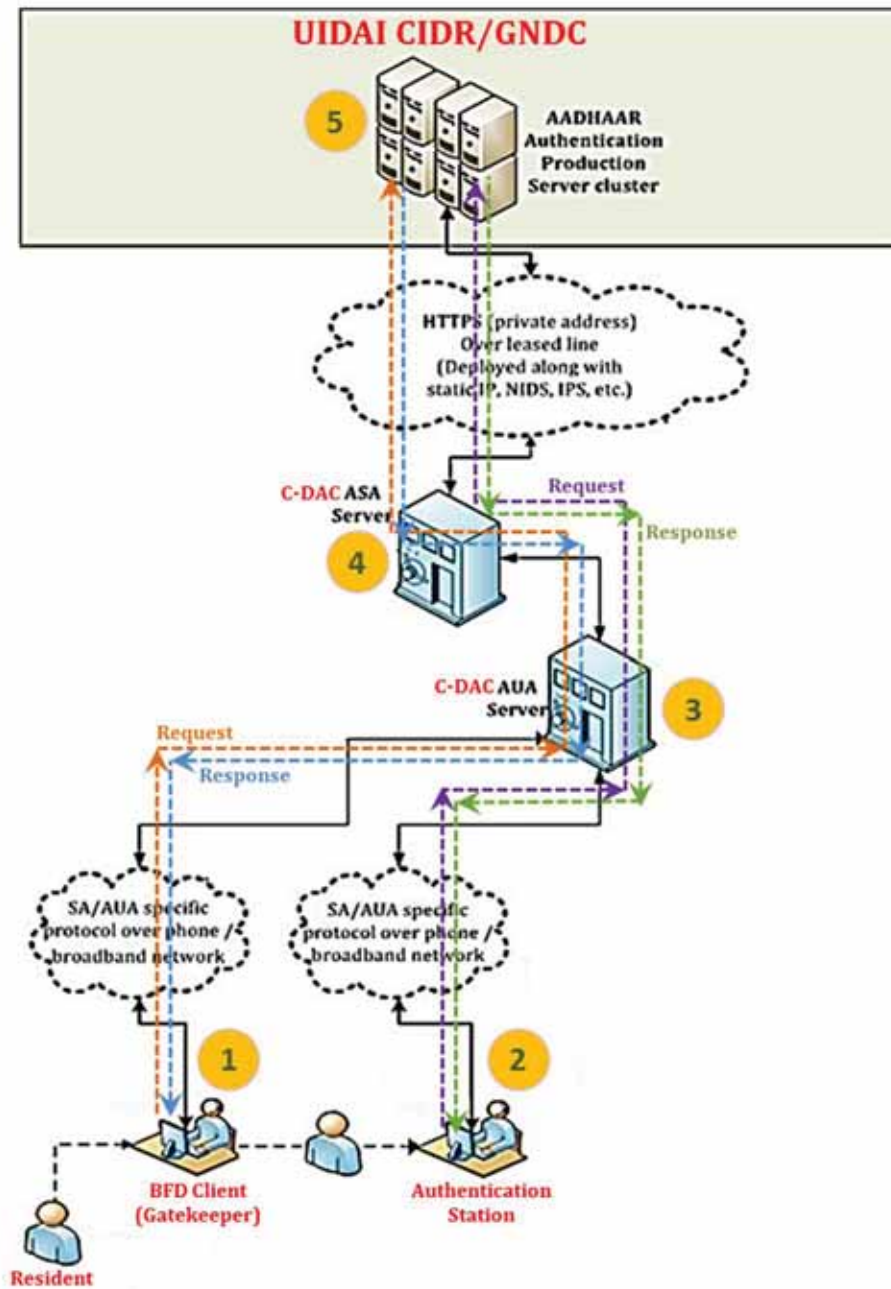 UIDAI CIDR/GNDC
5
AADHAAR
Authentication
Production
Server cluster
HTTPS (private address)
Over leased line
(Deployed along with
static IP, NIDS, IPS, etc.)
C-DAC ASA
Server
4
Request
Response
C-DAC AUA
Server
3
Request
Response
SA/AUA specific
protocol over phone /
broadband network
SA/AUA specific
protocol over phone /
broadband network
1
2
BFD Client
(Gatekeeper)
Authentication
Station
Resident